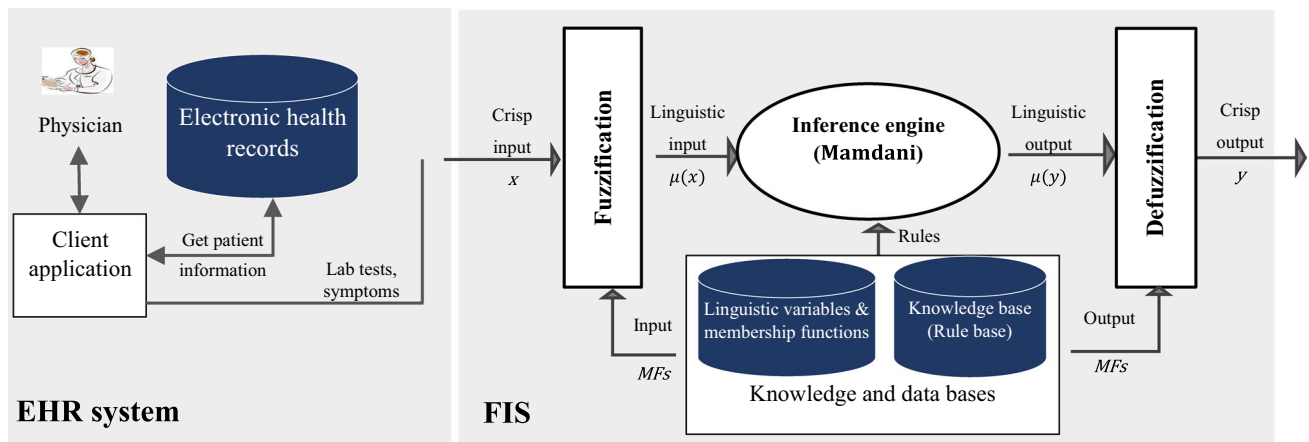 Physician
Electronic health
records
Client
application
Get patient
information
Lab tests,
symptoms
EHR system
Crisp
input
x
Fuzzification
Linguistic
input
μ(x)
Inference engine
(Mamdani)
Linguistic
output
μ(y)
Defuzzification
Crisp
output
y
Rules
Input
MFs
Linguistic variables &
membership functions
Knowledge base
(Rule base)
Output
MFs
Knowledge and data bases
FIS